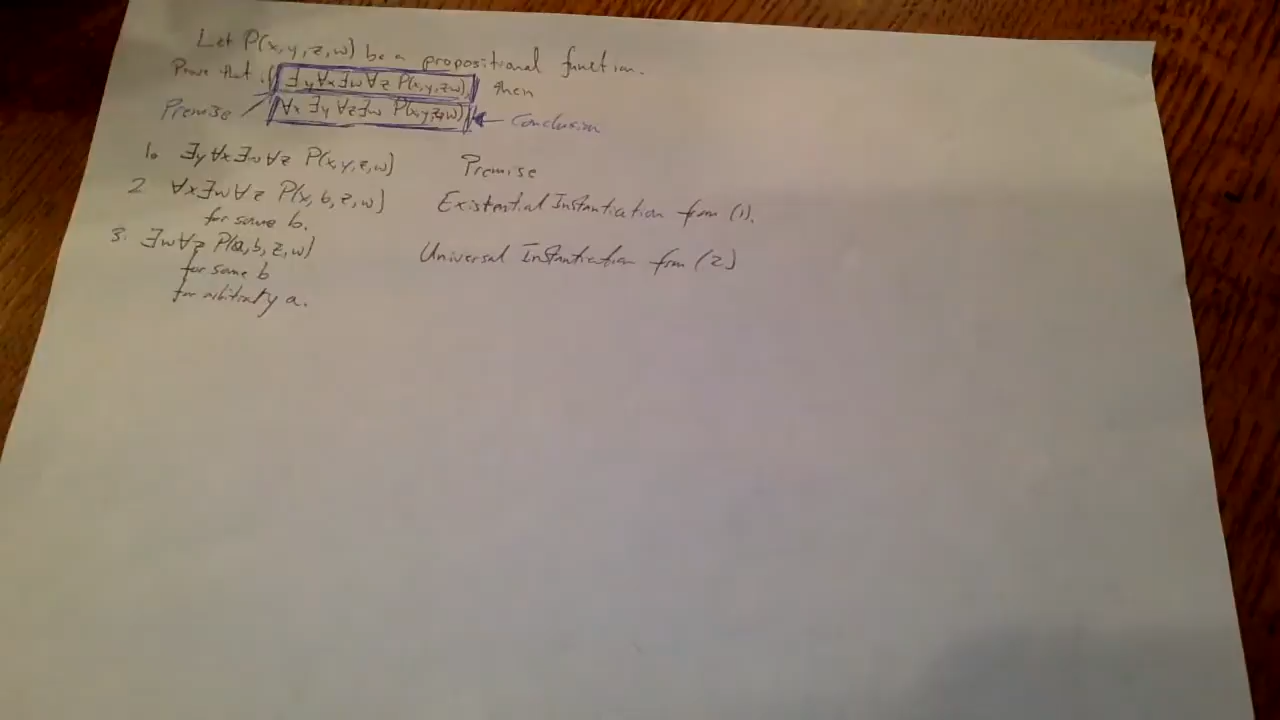 Let P(x,y,z,w) be a propositional function.
Prove that if ∃y∀x∃w∀z P(x,y,z,w), then
Premise ∀x ∃y ∀z∃w P(x,y,z,w) Conclusion
1. ∃y∀x∃w∀z P(x,y,z,w) Premise
2 ∀x∃w∀z P(x,b,z,w) Existential Instantiation from (1).
for some b.
3. ∃w∀z P(a,b,z,w) Universal Instantiation from (2)
for some b
for arbitrary a.